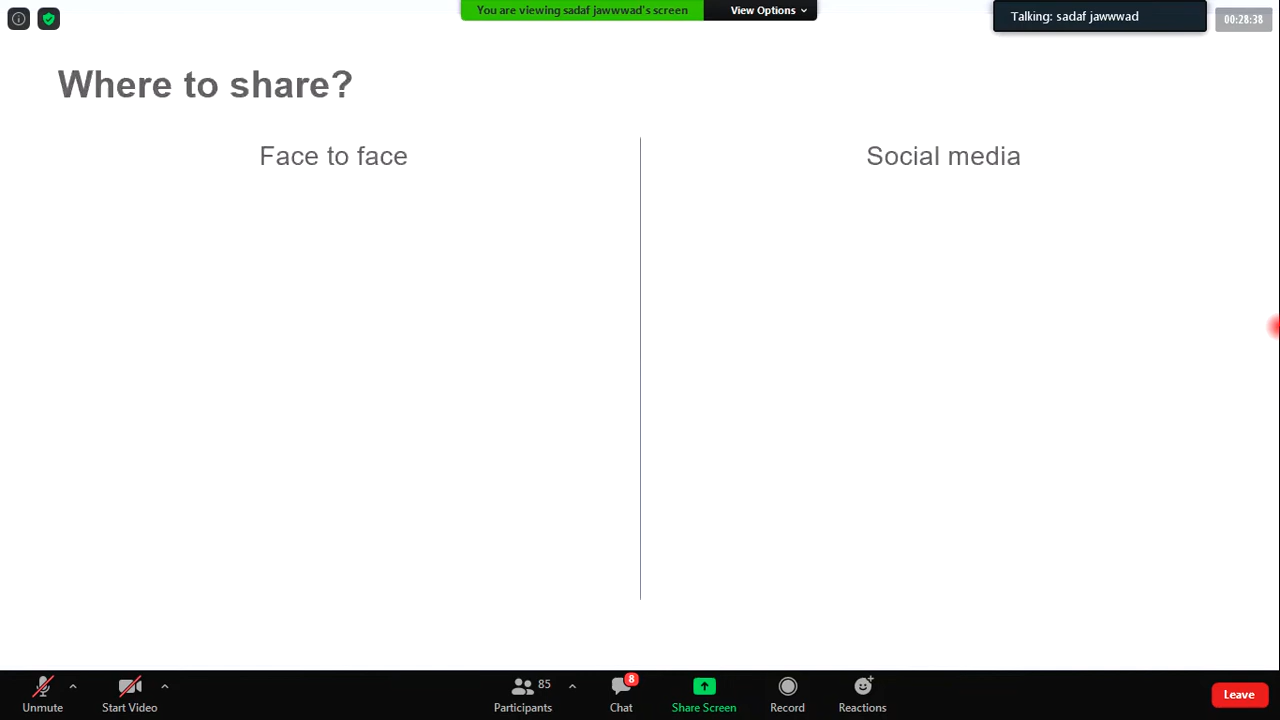 You are viewing sadaf jawwwad's screen
View Options
Talking: sadaf jawwwad
00:28:38
Where to share?
Face to face
Social media
Unmute
Start Video
85
Participants
8
Chat
Share Screen
Record
Reactions
Leave